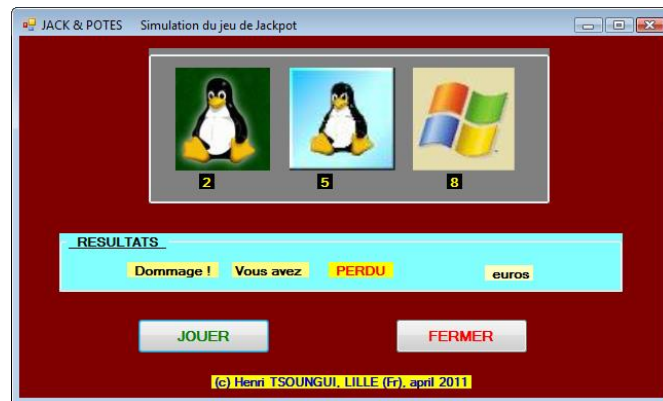 JACK & POTES Simulation du jeu de Jackpot
2 5 8
RESULTATS
Dommage ! Vous avez PERDU euros
JOUER FERMER
(c) Henri TSOUNGUI, LILLE (Fr), april 2011